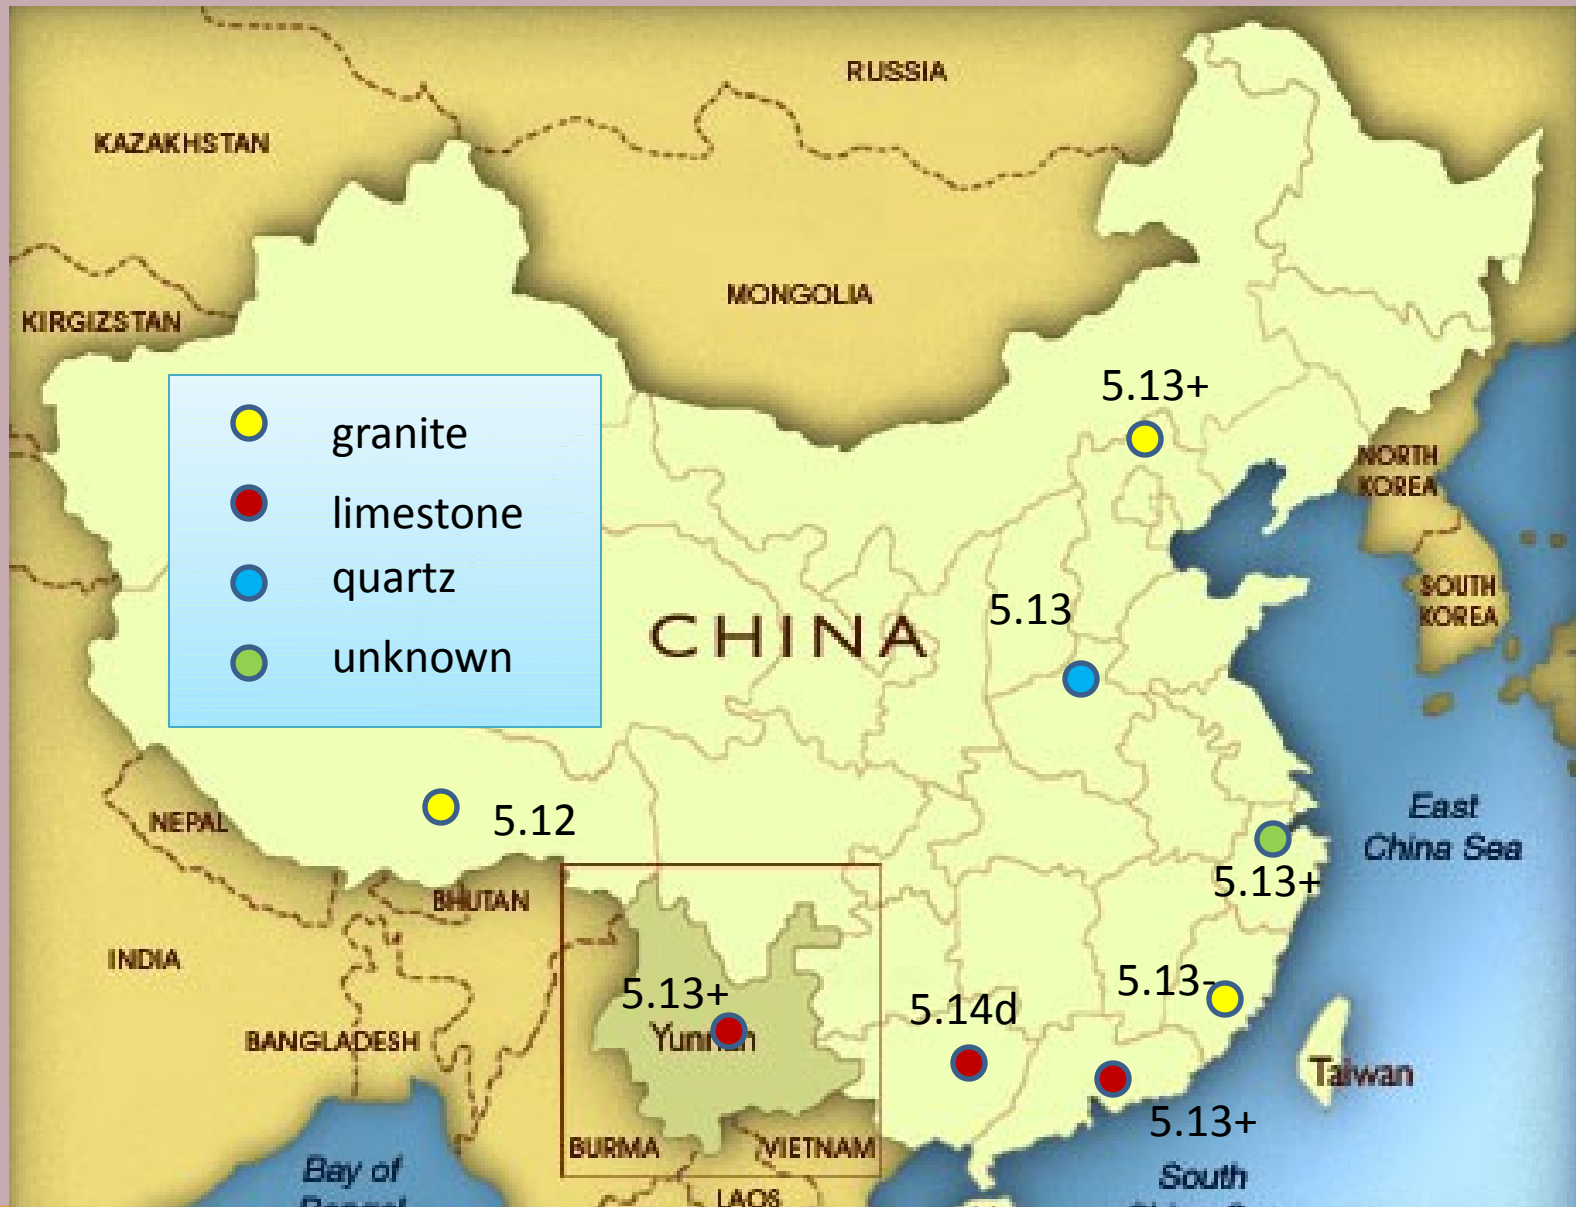 RUSSIA
KAZAKHSTAN
MONGOLIA
KIRGIZSTAN
5.13+
granite
limestone
quartz
unknown
NORTH
KOREA
SOUTH
KOREA
5.13
CHINA
NEPAL
5.12
East
China Sea
5.13+
BHUTAN
INDIA
5.13+
Yunnan
5.14d
5.13-
BANGLADESH
Taiwan
5.13+
BURMA
VIETNAM
Bay of
Bengal
LAOS
South